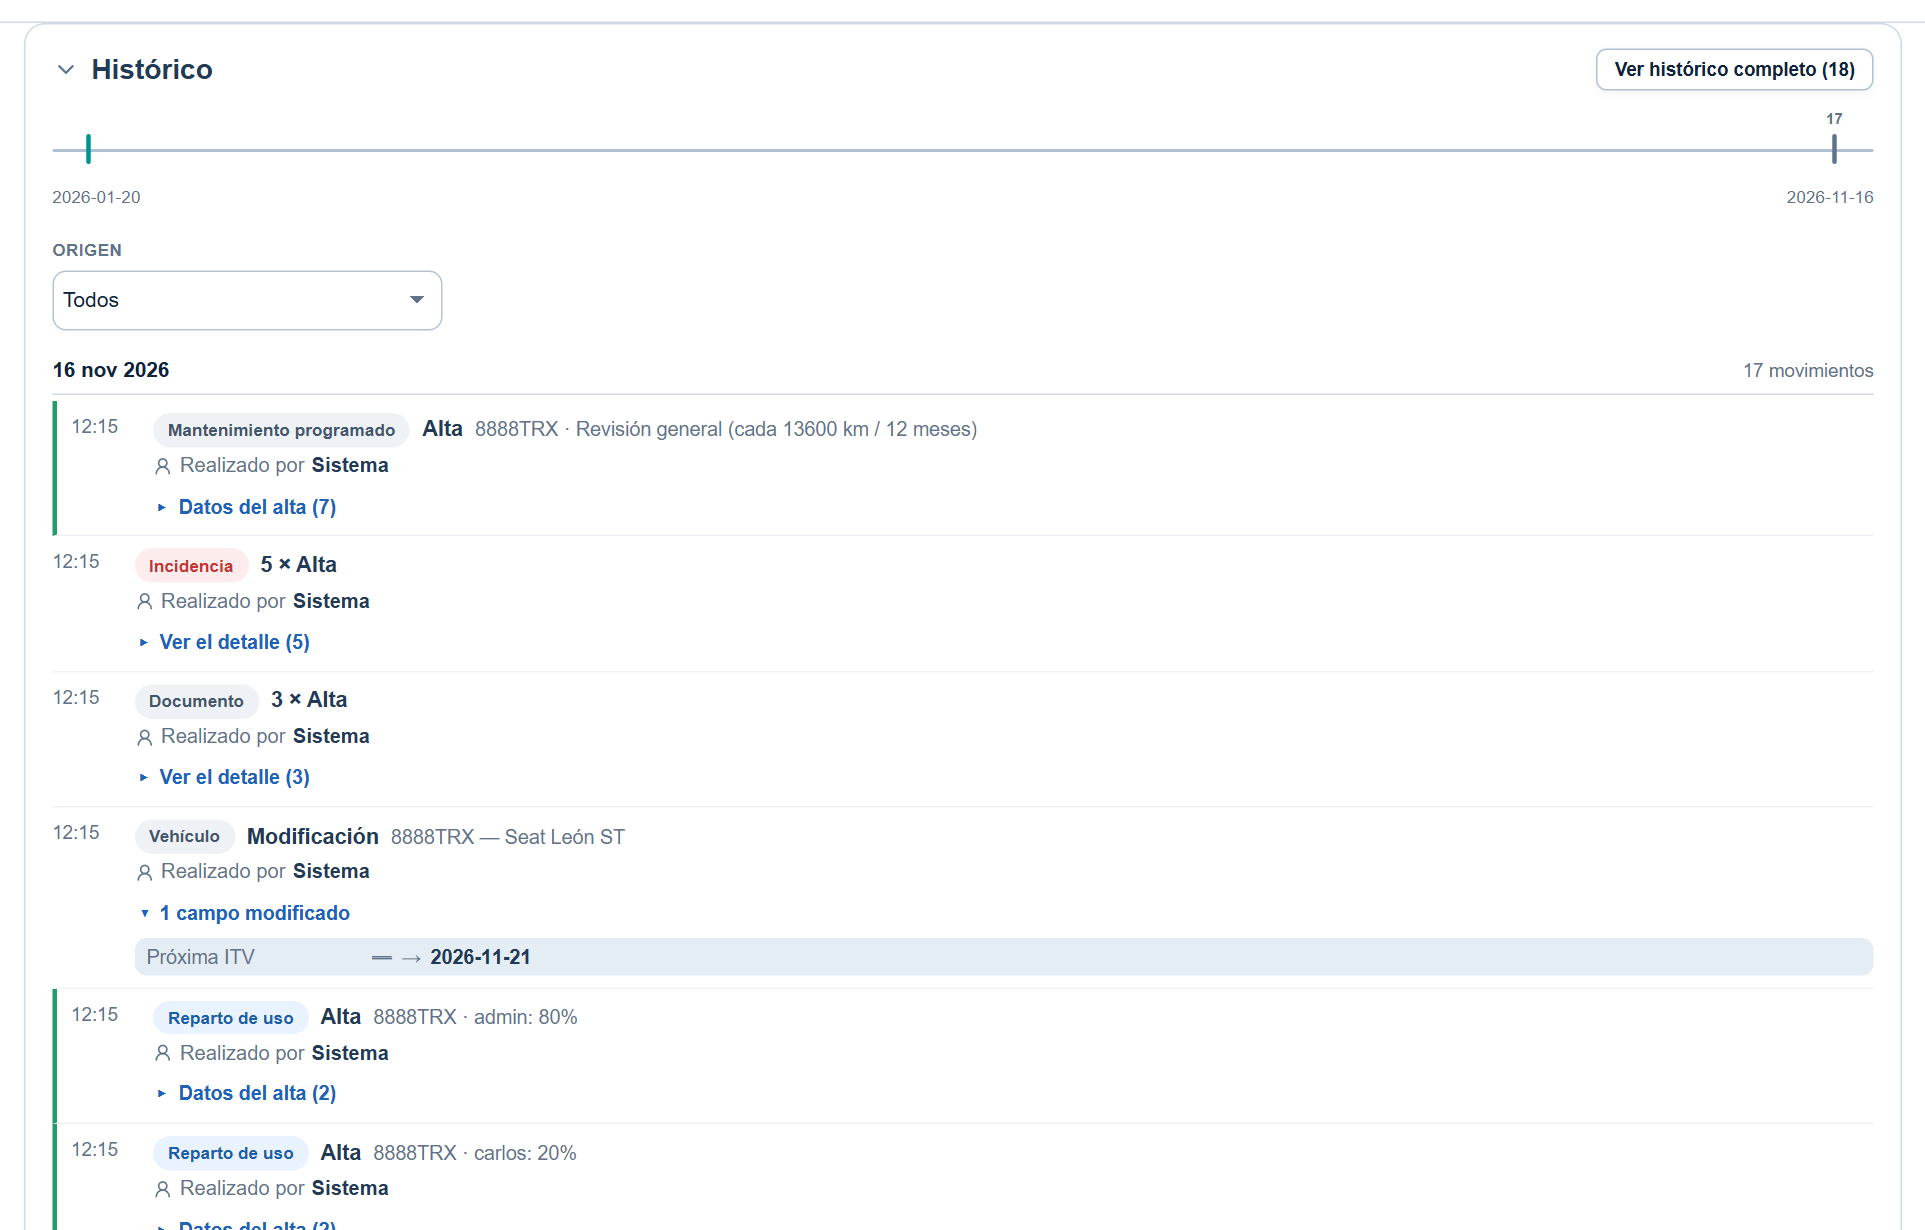 Histórico
Ver histórico completo (18)
17
2026-01-20
2026-11-16
ORIGEN
Todos
16 nov 2026
17 movimientos
12:15 Mantenimiento programado Alta 8888TRX · Revisión general (cada 13600 km / 12 meses)
Realizado por Sistema
Datos del alta (7)
12:15 Incidencia 5 × Alta
Realizado por Sistema
Ver el detalle (5)
12:15 Documento 3 × Alta
Realizado por Sistema
Ver el detalle (3)
12:15 Vehículo Modificación 8888TRX — Seat León ST
Realizado por Sistema
1 campo modificado
Próxima ITV — → 2026-11-21
12:15 Reparto de uso Alta 8888TRX · admin: 80%
Realizado por Sistema
Datos del alta (2)
12:15 Reparto de uso Alta 8888TRX · carlos: 20%
Realizado por Sistema
Datos del alta (2)